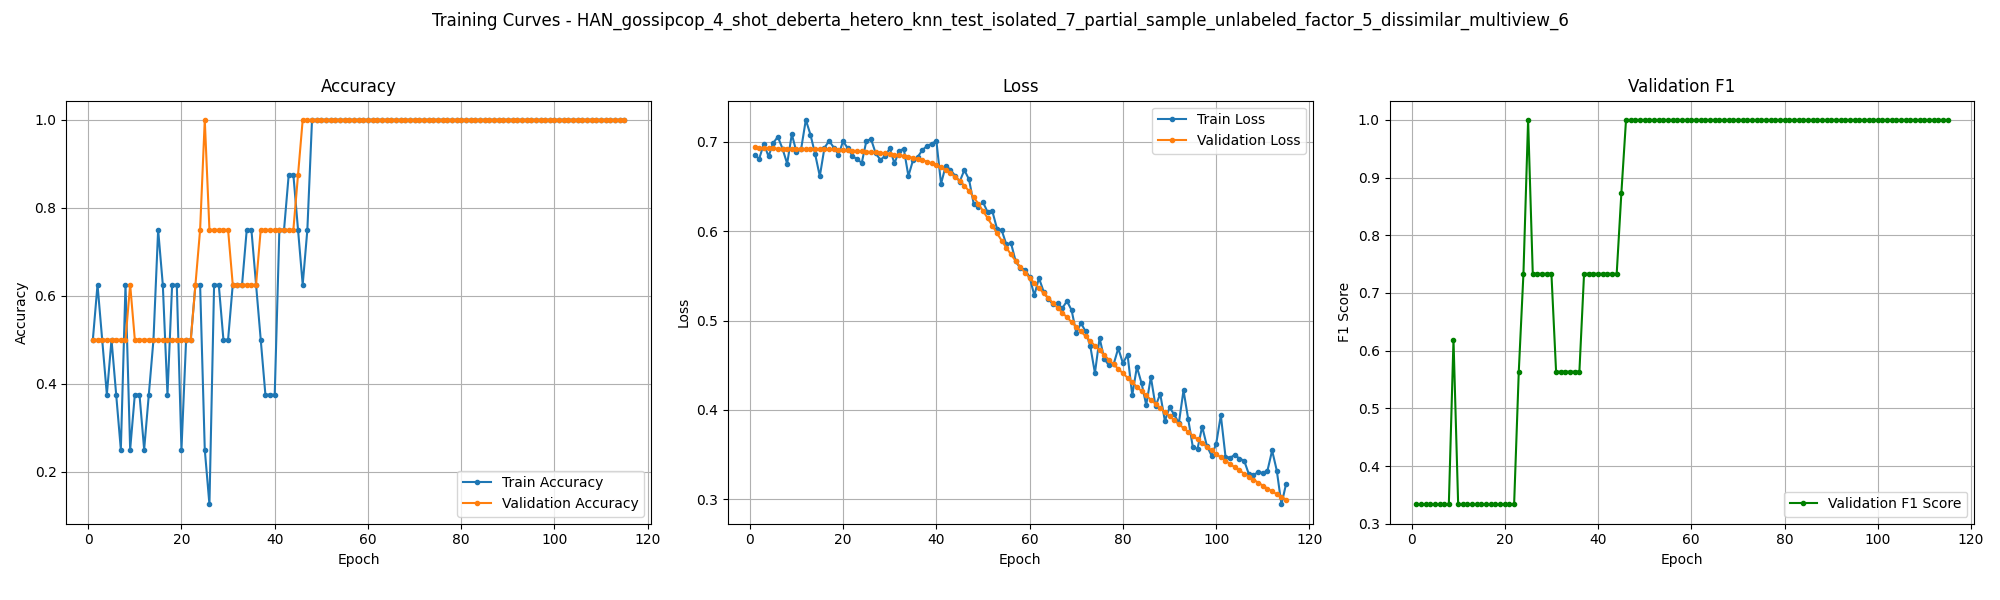 Training Curves - HAN_gossipcop_4_shot_deberta_hetero_knn_test_isolated_7_partial_sample_unlabeled_factor_5_dissimilar_multiview_6
Accuracy
Accuracy
1.0
0.8
0.6
0.4
0.2
0 20 40 60 80 100 120
Epoch
Train Accuracy
Validation Accuracy
Loss
Loss
0.7
0.6
0.5
0.4
0.3
0 20 40 60 80 100 120
Epoch
Train Loss
Validation Loss
Validation F1
F1 Score
1.0
0.9
0.8
0.7
0.6
0.5
0.4
0.3
0 20 40 60 80 100 120
Epoch
Validation F1 Score